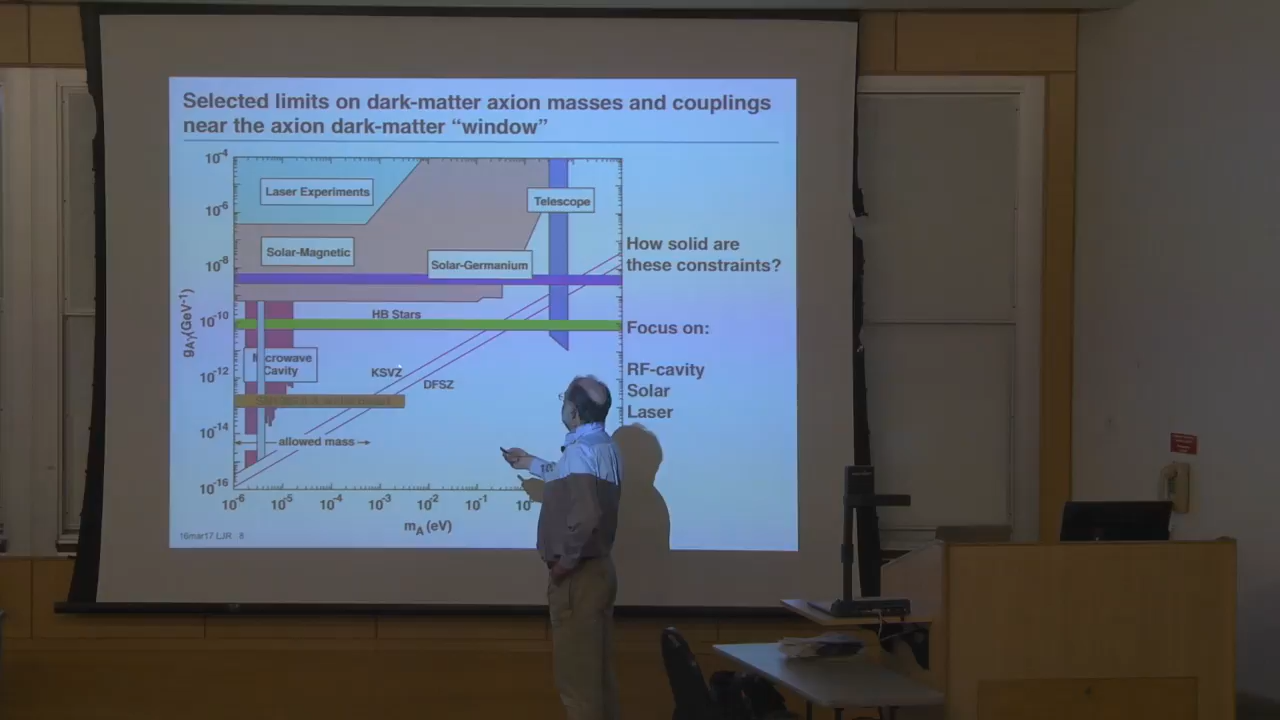 Selected limits on dark-matter axion masses and couplings
near the axion dark-matter “window”
10-4
Laser Experiments
10-6
Telescope
Solar-Magnetic
How solid are
these constraints?
10-8
Solar-Germanium
gAγ(GeV-1)
HB Stars
10-10
Focus on:
Microwave
Cavity
10-12
KSVZ
DFSZ
RF-cavity
Solar
Laser
10-14
allowed mass
10-16
10-6 10-5 10-4 10-3 10-2 10-1
mA (eV)
16mar17 LJR 8